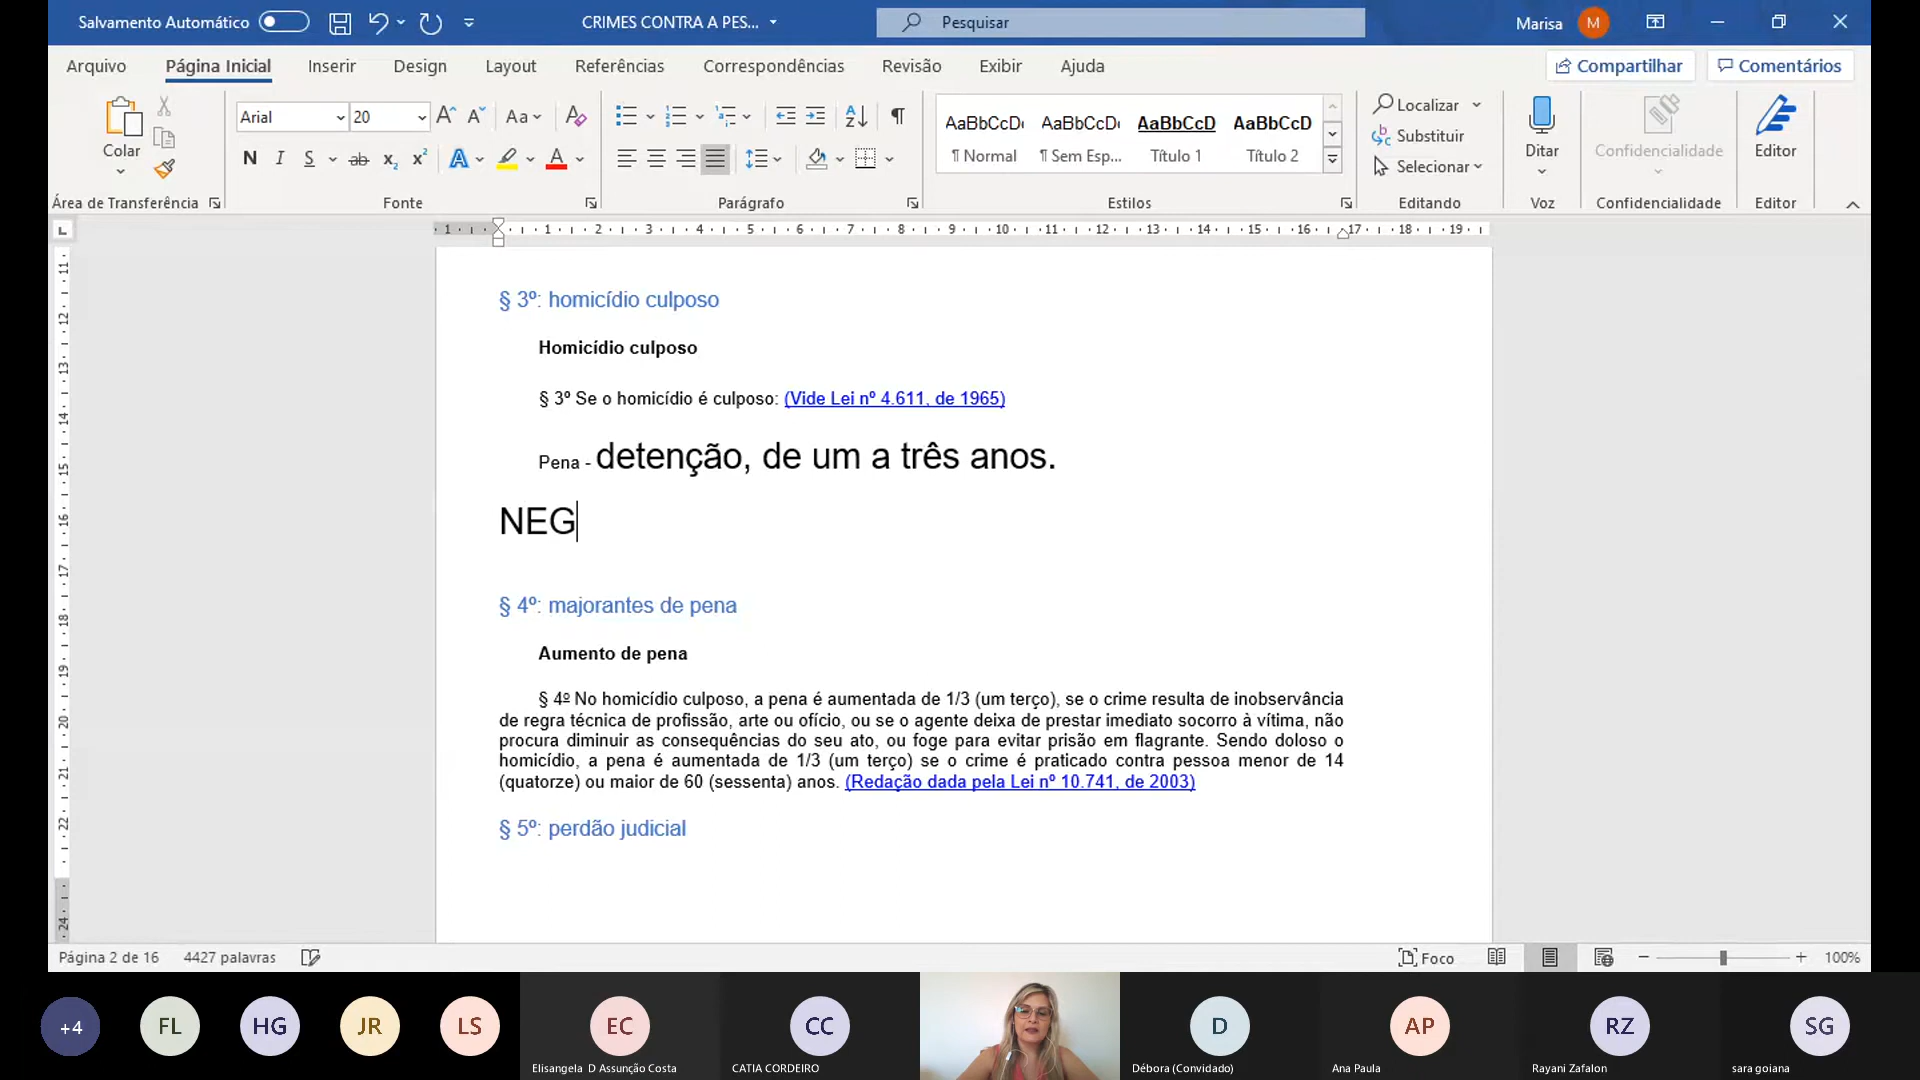 Salvamento Automático
CRIMES CONTRA A PES...
Pesquisar
Marisa
M
Arquivo
Página Inicial
Inserir
Design
Layout
Referências
Correspondências
Revisão
Exibir
Ajuda
Compartilhar
Comentários
Colar
Arial
20
N I S ab x₂ x²
AaBbCcDı
¶ Normal
AaBbCcDı
¶ Sem Esp...
AaBbCcD
Título 1
AaBbCcD
Título 2
Localizar
Substituir
Selecionar
Ditar
Confidencialidade
Editor
Área de Transferência
Fonte
Parágrafo
Estilos
Editando
Voz
Confidencialidade
Editor
§ 3º: homicídio culposo
Homicídio culposo
§ 3º Se o homicídio é culposo: (Vide Lei nº 4.611, de 1965)
Pena - detenção, de um a três anos.
NEG
§ 4º: majorantes de pena
Aumento de pena
§ 4º No homicídio culposo, a pena é aumentada de 1/3 (um terço), se o crime resulta de inobservância
de regra técnica de profissão, arte ou ofício, ou se o agente deixa de prestar imediato socorro à vítima, não
procura diminuir as consequências do seu ato, ou foge para evitar prisão em flagrante. Sendo doloso o
homicídio, a pena é aumentada de 1/3 (um terço) se o crime é praticado contra pessoa menor de 14
(quatorze) ou maior de 60 (sessenta) anos. (Redação dada pela Lei nº 10.741, de 2003)
§ 5º: perdão judicial
Página 2 de 16
4427 palavras
Foco
100%
+4
FL
HG
JR
LS
EC
Elisangela D Assunção Costa
CC
CATIA CORDEIRO
D
Débora (Convidado)
AP
Ana Paula
RZ
Rayani Zafalon
SG
sara goiana